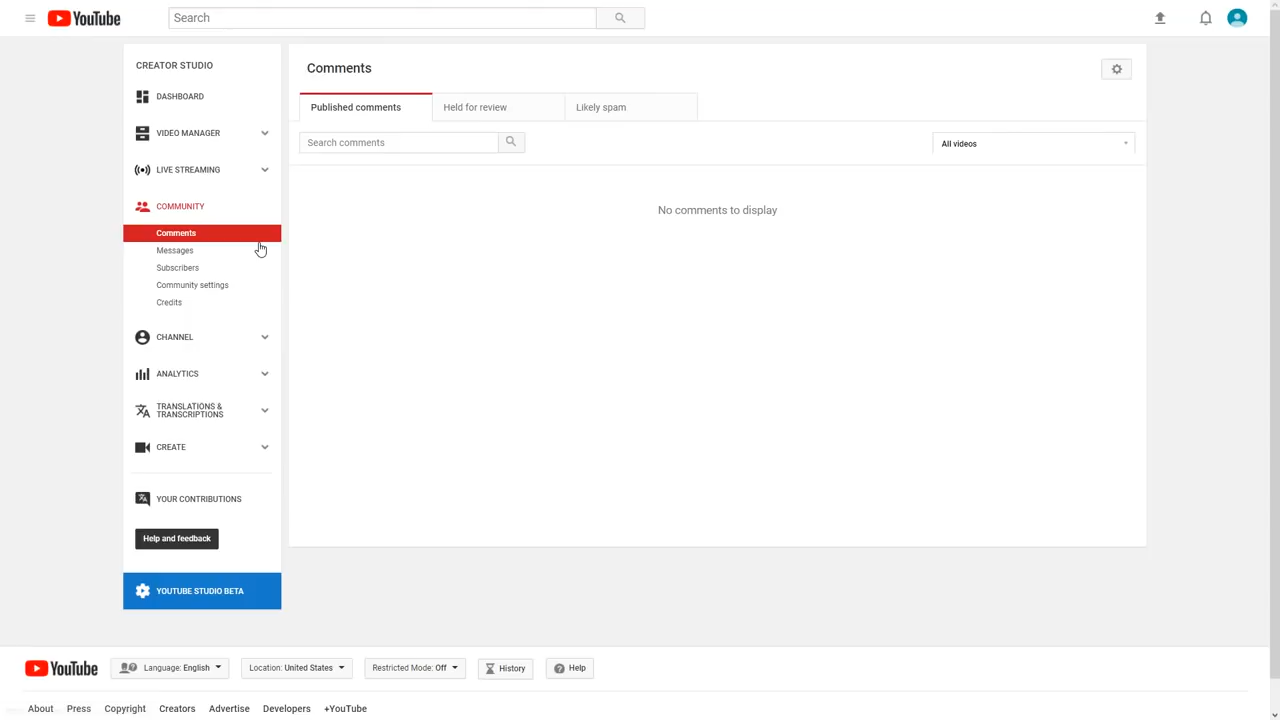 YouTube
Search
CREATOR STUDIO
DASHBOARD
VIDEO MANAGER
LIVE STREAMING
COMMUNITY
Comments
Messages
Subscribers
Community settings
Credits
CHANNEL
ANALYTICS
TRANSLATIONS &
TRANSCRIPTIONS
CREATE
YOUR CONTRIBUTIONS
Help and feedback
YOUTUBE STUDIO BETA
Comments
Published comments
Held for review
Likely spam
Search comments
All videos
No comments to display
YouTube
Language: English
Location: United States
Restricted Mode: Off
History
Help
About Press Copyright Creators Advertise Developers +YouTube